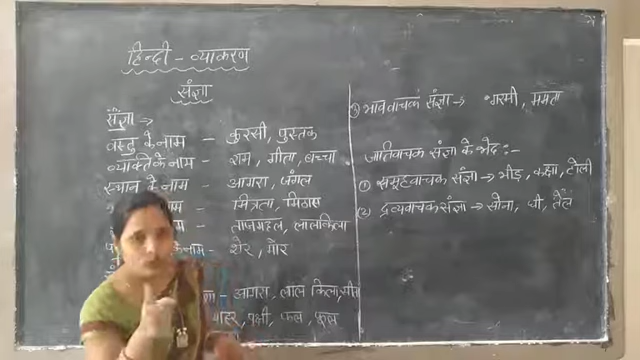 हिन्दी - व्याकरण
संज्ञा
संज्ञा →
वस्तु के नाम - कुरसी, पुस्तक
व्यक्ति के नाम - राम, गीता, बच्चा
स्थान के नाम - आगरा, जंगल
नाम - मित्रता, मिठास
नाम - ताजमहल, लालकिला
के नाम - शेर, मोर
आगरा, लाल किला,
पक्षी, फल, फूल
③ भाववाचक संज्ञा → गरमी, ममता
जातिवाचक संज्ञा के भेद :-
① समूहवाचक संज्ञा → भीड़, कक्षा, टोली
② द्रव्यवाचक संज्ञा → सोना, घी, तेल